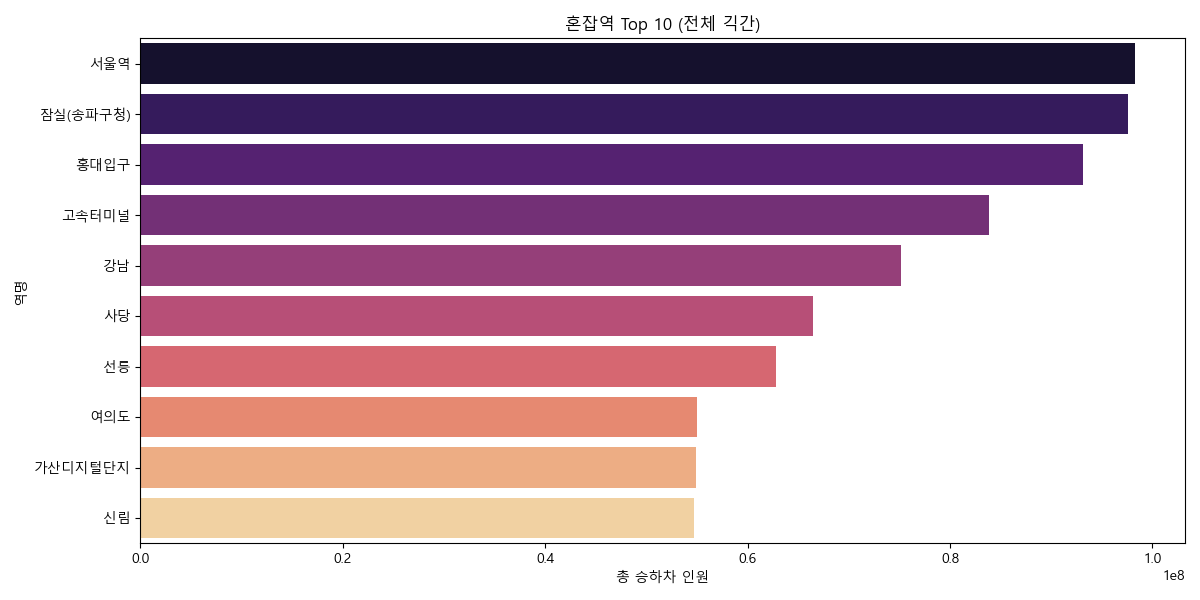 혼잡역 Top 10 (전체 긱간)
서울역
잠실(송파구청)
홍대입구
고속터미널
강남
사당
선릉
여의도
가산디지털단지
신림
역명
0.0 0.2 0.4 0.6 0.8 1.0
1e8
총 승하차 인원